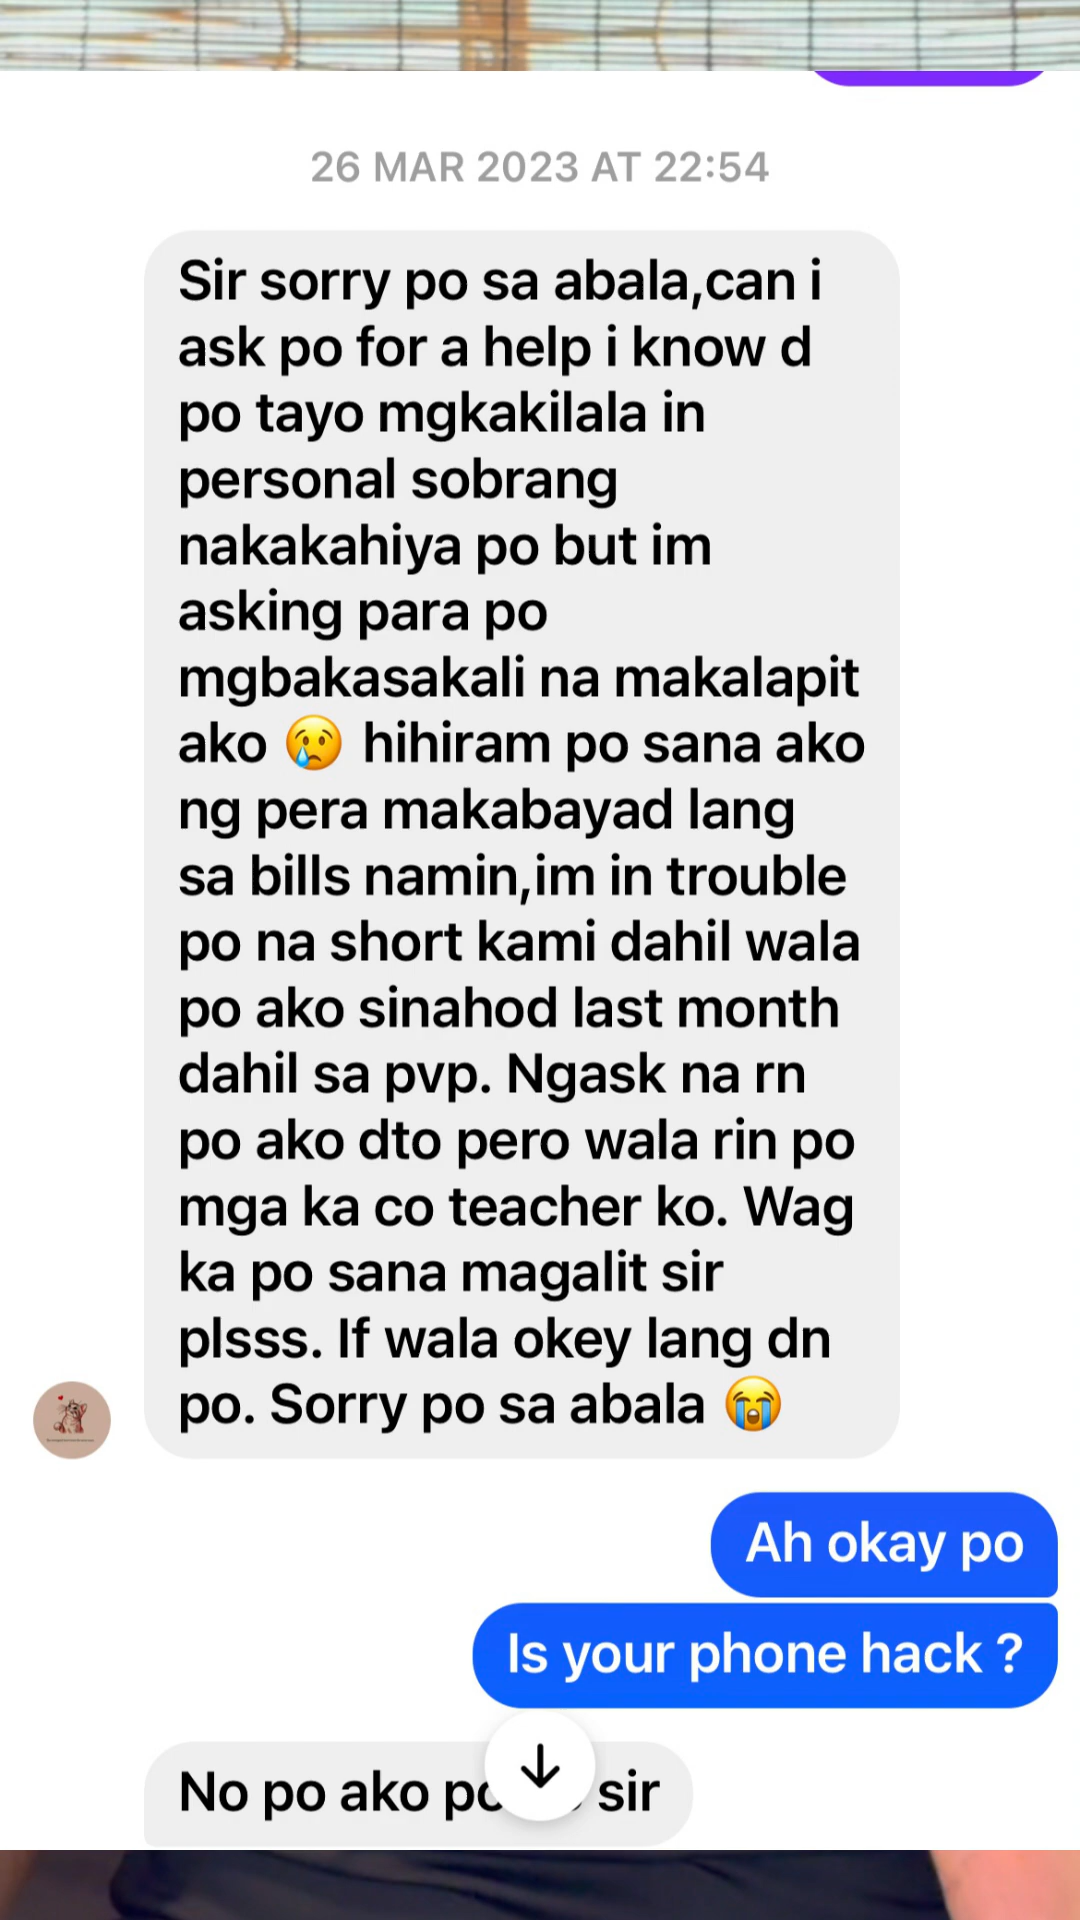 26 MAR 2023 AT 22:54
Sir sorry po sa abala,can i
ask po for a help i know d
po tayo mgkakilala in
personal sobrang
nakakahiya po but im
asking para po
mgbakasakali na makalapit
ako 😢 hihiram po sana ako
ng pera makabayad lang
sa bills namin,im in trouble
po na short kami dahil wala
po ako sinahod last month
dahil sa pvp. Ngask na rn
po ako dto pero wala rin po
mga ka co teacher ko. Wag
ka po sana magalit sir
plsss. If wala okey lang dn
po. Sorry po sa abala 😭
Ah okay po
Is your phone hack ?
No po ako sir